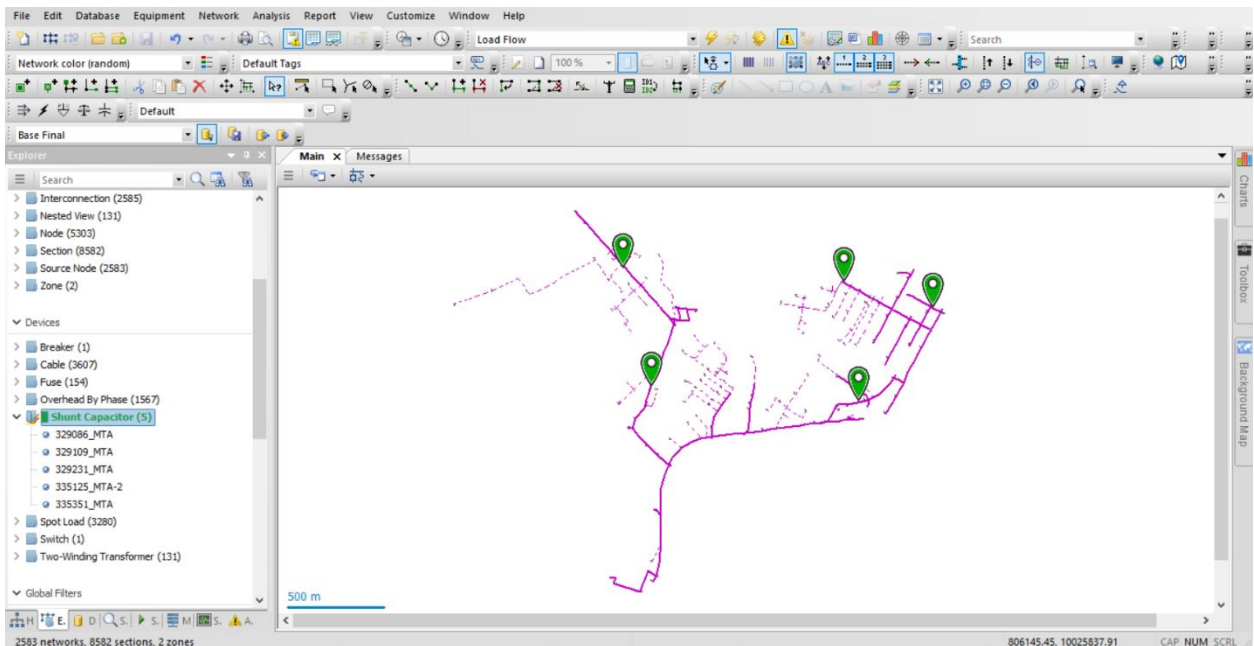 File Edit Database Equipment Network Analysis Report View Customize Window Help
Load Flow
Search
Network color (random)
Default Tags
100 %
Default
Base Final
Explorer
Main X Messages
Search
Interconnection (2585)
Nested View (131)
Node (5303)
Section (8582)
Source Node (2583)
Zone (2)
Devices
Breaker (1)
Cable (3607)
Fuse (154)
Overhead By Phase (1567)
Shunt Capacitor (5)
329086_MTA
329109_MTA
329231_MTA
335125_MTA-2
335351_MTA
Spot Load (3280)
Switch (1)
Two-Winding Transformer (131)
Global Filters
H E. D S. S. M S. A.
500 m
Charts
Toolbox
Background Map
2583 networks, 8582 sections, 2 zones
806145.45, 10025837.91 CAP NUM SCRL